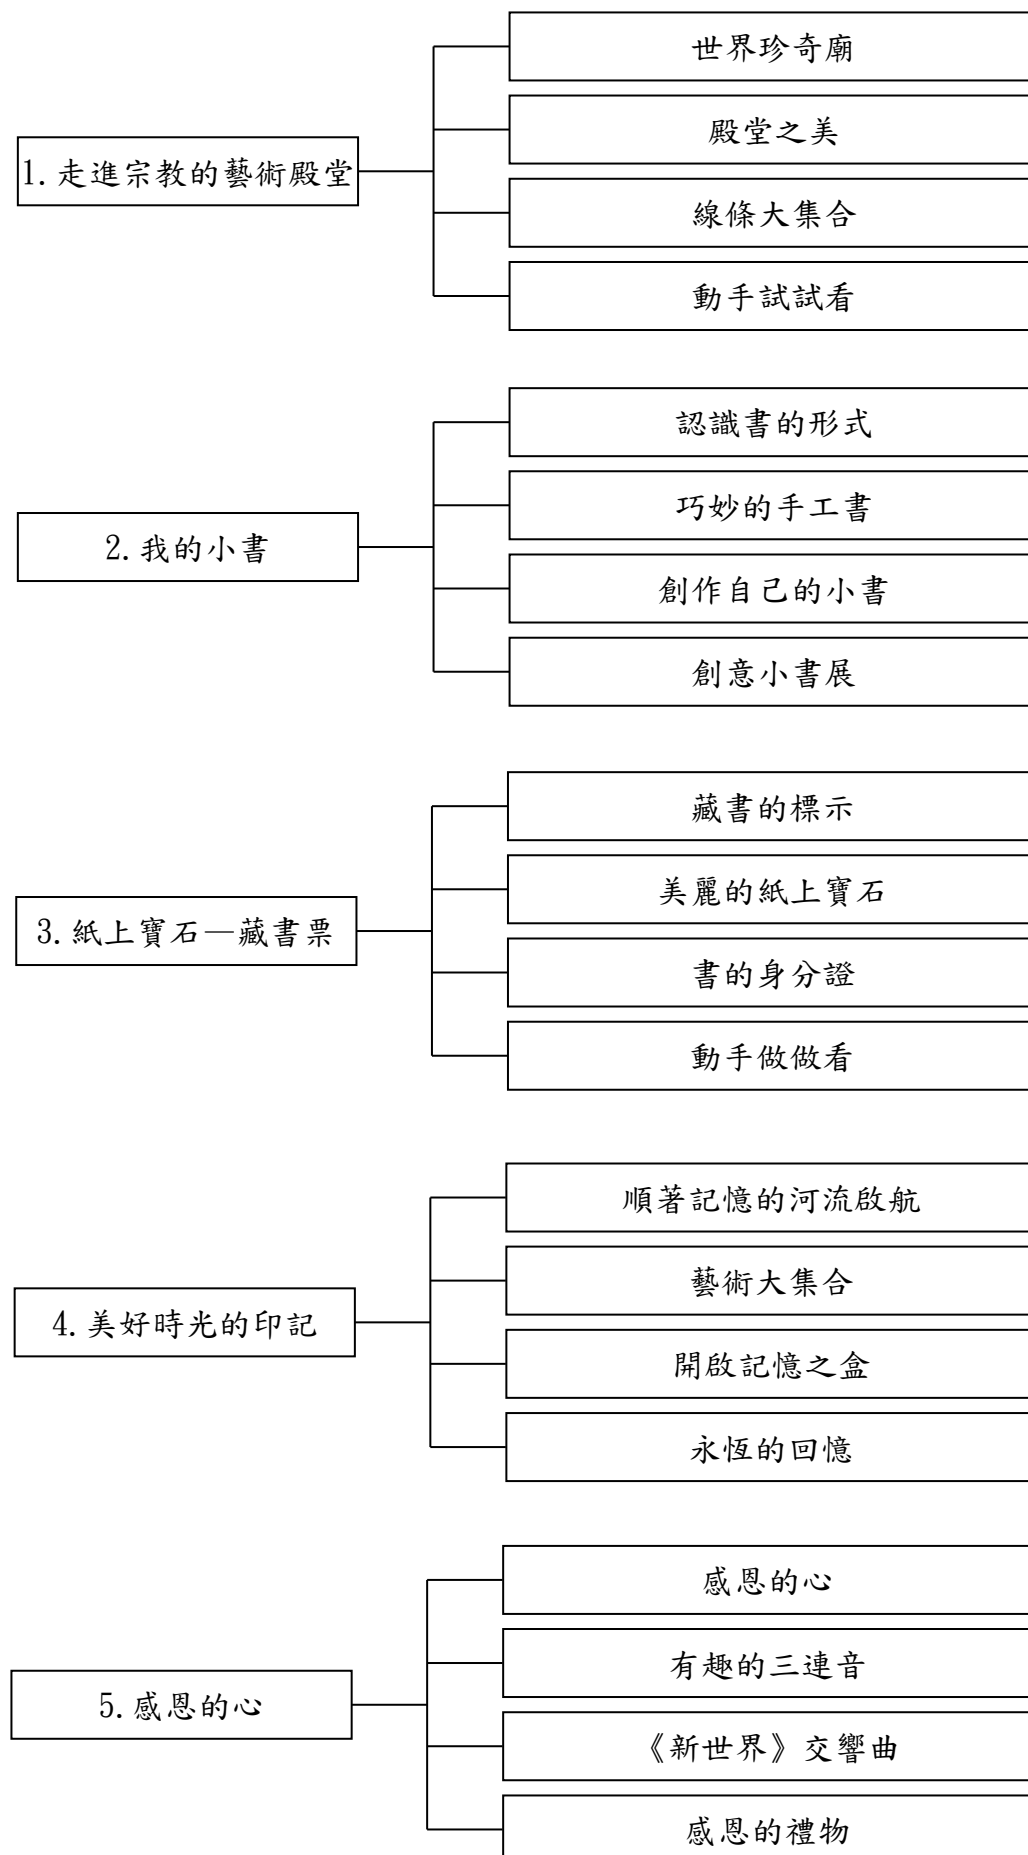 1.走進宗教的藝術殿堂
世界珍奇廟
殿堂之美
線條大集合
動手試試看
2.我的小書
認識書的形式
巧妙的手工書
創作自己的小書
創意小書展
3.紙上寶石—藏書票
藏書的標示
美麗的紙上寶石
書的身分證
動手做做看
4.美好時光的印記
順著記憶的河流啟航
藝術大集合
開啟記憶之盒
永恆的回憶
5.感恩的心
感恩的心
有趣的三連音
《新世界》交響曲
感恩的禮物